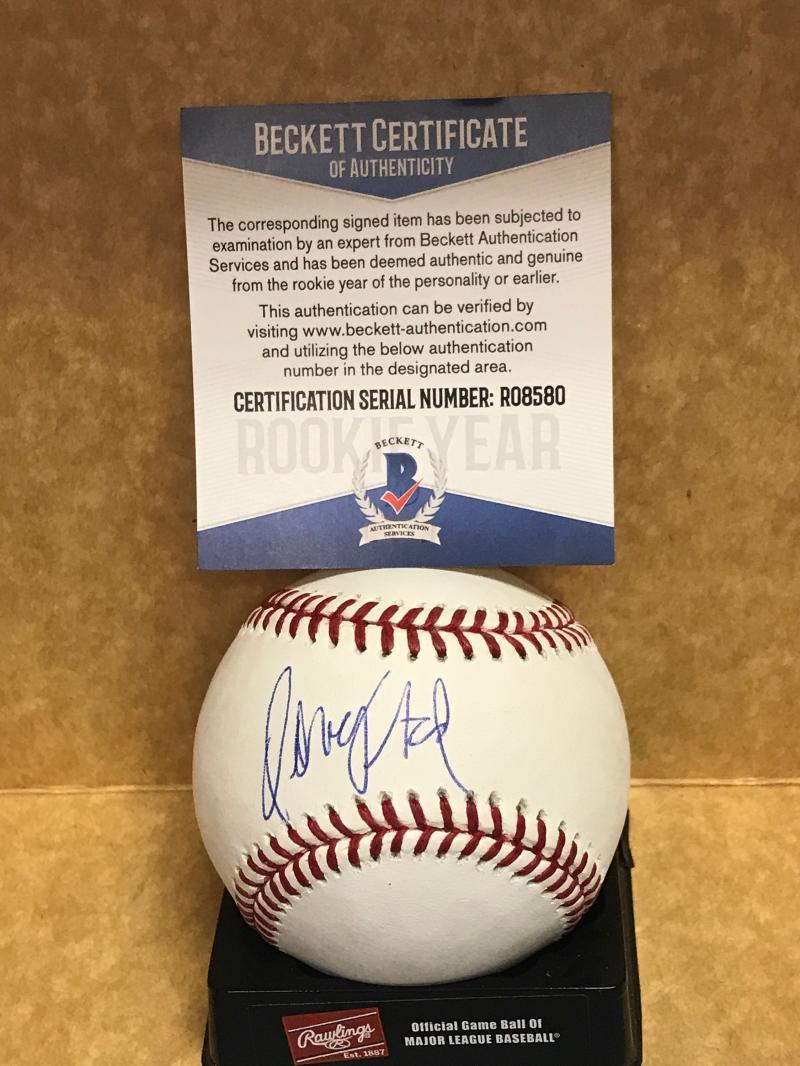 BECKETT CERTIFICATE
OF AUTHENTICITY
The corresponding signed item has been subjected to
examination by an expert from Beckett Authentication
Services and has been deemed authentic and genuine
from the rookie year of the personality or earlier.
This authentication can be verified by
visiting www.beckett-authentication.com
and utilizing the below authentication
number in the designated area.
CERTIFICATION SERIAL NUMBER: R08580
ROOKIE YEAR
BECKETT
B
AUTHENTICATION
SERVICES
Rawlings
Est. 1887
Official Game Ball Of
MAJOR LEAGUE BASEBALL®